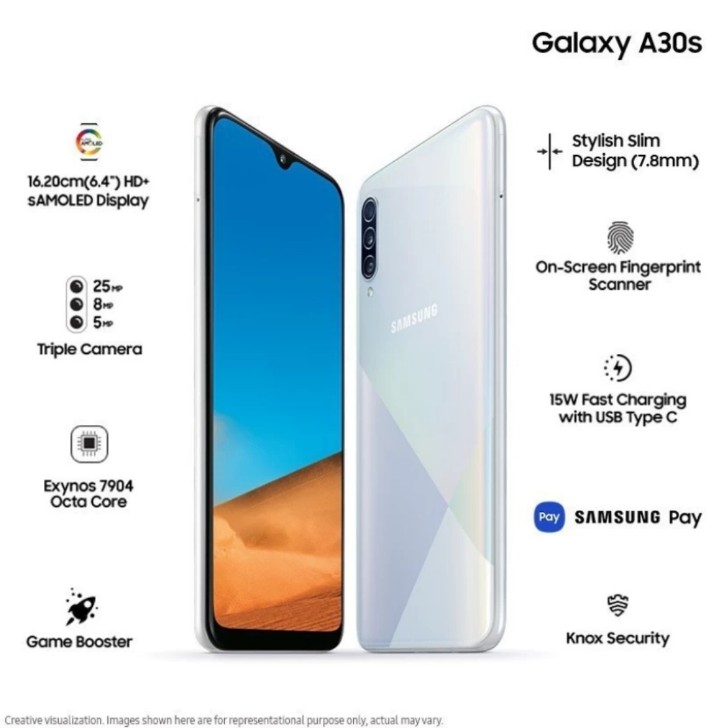 Galaxy A30s
sAMOLED
16.20cm(6.4") HD+
sAMOLED Display
25MP
8MP
5MP
Triple Camera
Exynos 7904
Octa Core
Game Booster
SAMSUNG
Stylish Slim
Design (7.8mm)
On-Screen Fingerprint
Scanner
15W Fast Charging
with USB Type C
Pay SAMSUNG Pay
Knox Security
Creative visualization. Images shown here are for representational purpose only, actual may vary.